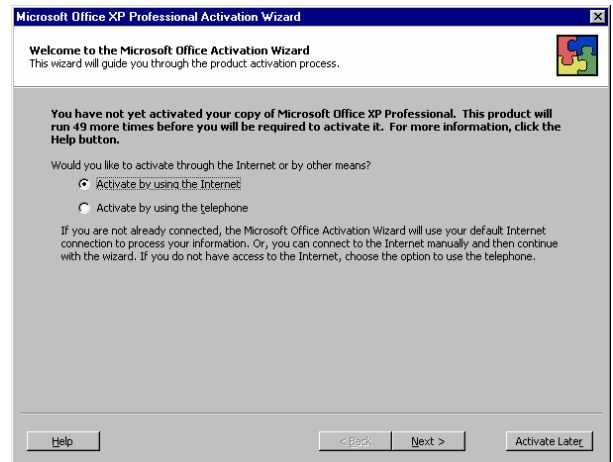 Microsoft Office XP Professional Activation Wizard
Welcome to the Microsoft Office Activation Wizard
This wizard will guide you through the product activation process.
You have not yet activated your copy of Microsoft Office XP Professional. This product will
run 49 more times before you will be required to activate it. For more information, click the
Help button.
Would you like to activate through the Internet or by other means?
Activate by using the Internet
Activate by using the telephone
If you are not already connected, the Microsoft Office Activation Wizard will use your default Internet
connection to process your information. Or, you can connect to the Internet manually and then continue
with the wizard. If you do not have access to the Internet, choose the option to use the telephone.
Help
< Back
Next >
Activate Later